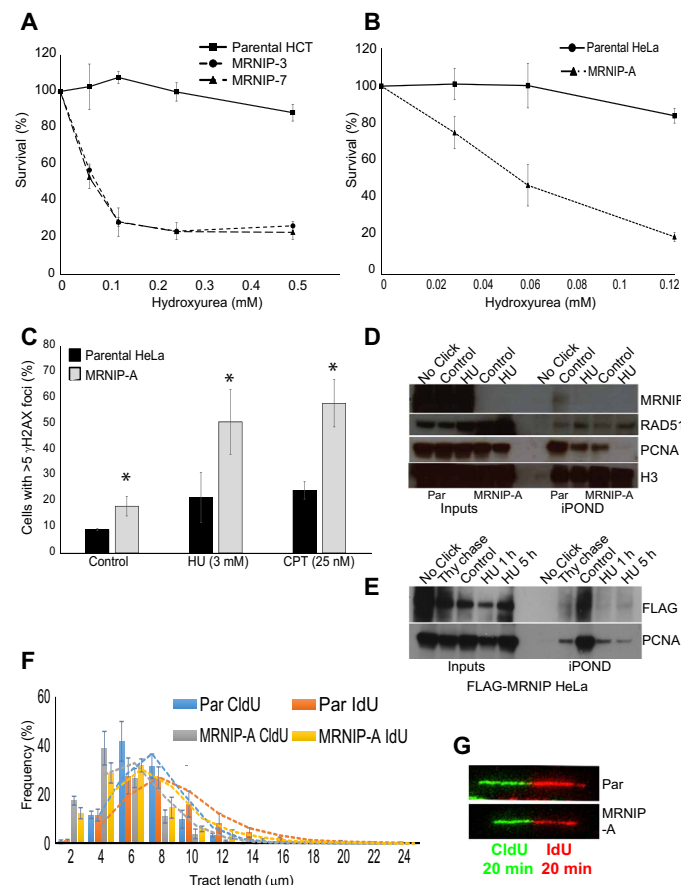 A
Parental HCT
MRNIP-3
MRNIP-7
Survival (%)
120
100
80
60
40
20
0
0 0.1 0.2 0.3 0.4 0.5
Hydroxyurea (mM)
B
Parental HeLa
MRNIP-A
Survival (%)
120
100
80
60
40
20
0
0 0.02 0.04 0.06 0.08 0.1 0.12
Hydroxyurea (mM)
C
Parental HeLa
MRNIP-A
Cells with >5 γH2AX foci (%)
80
70
60
50
40
30
20
10
0
* * *
Control HU (3 mM) CPT (25 nM)
D
No Click Control HU Control HU No Click Control HU Control HU
MRNIP
RAD51
PCNA
H3
Par MRNIP-A Par MRNIP-A
Inputs iPOND
E
No Click Thy chase Control HU 1 h HU 5 h No Click Thy chase Control HU 1 h HU 5 h
FLAG
PCNA
Inputs iPOND
FLAG-MRNIP HeLa
F
Par CldU Par IdU
MRNIP-A CldU MRNIP-A IdU
Frequency (%)
60
40
20
0
2 4 6 8 10 12 14 16 18 20 22 24
Tract length (μm)
G
Par
MRNIP
-A
CldU IdU
20 min 20 min